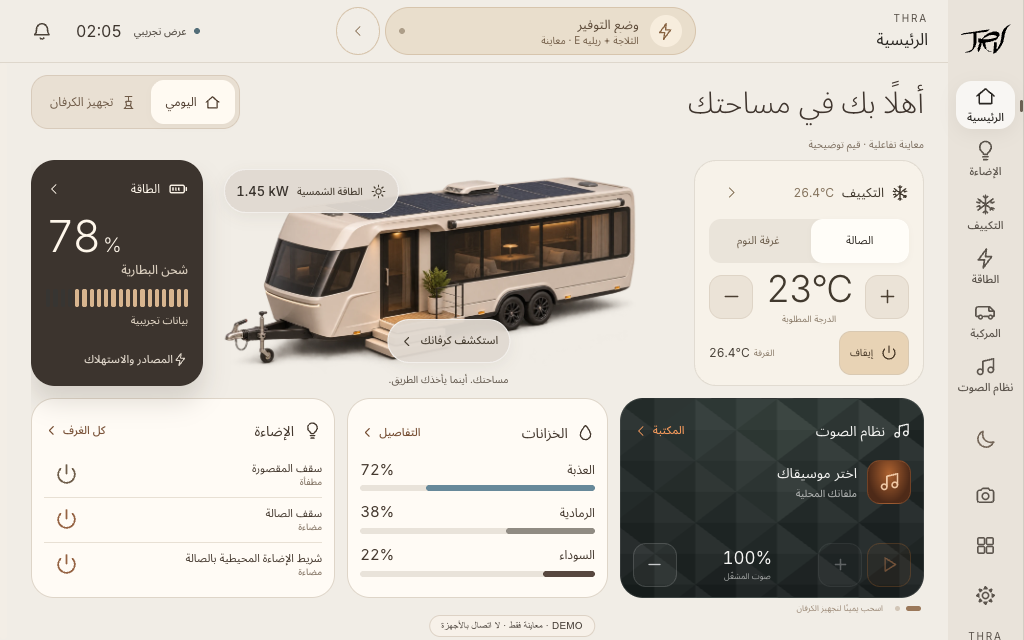 TRV
الرئيسية
الإضاءة
التكييف
الطاقة
المركبة
نظام الصوت
THRA
THRA
الرئيسية
وضع التوفير
الثلاجة + ريليه E · معاينة
عرض تجريبي
02:05
أهلًا بك في مساحتك
معاينة تفاعلية · قيم توضيحية
اليومي
تجهيز الكرفان
التكييف
26.4°C
الصالة
غرفة النوم
23°C
الدرجة المطلوبة
إيقاف
الغرفة 26.4°C
الطاقة الشمسية 1.45 kW
استكشف كرفانك
مساحتك. أينما يأخذك الطريق.
الطاقة
78%
شحن البطارية
بيانات تجريبية
المصادر والاستهلاك
نظام الصوت
المكتبة
اختر موسيقاك
ملفاتك المحلية
100%
صوت المشغّل
الخزانات
التفاصيل
العذبة 72%
الرمادية 38%
السوداء 22%
الإضاءة
كل الغرف
سقف المقصورة
مطفأة
سقف الصالة
مضاءة
شريط الإضاءة المحيطية بالصالة
مضاءة
اسحب يمينًا لتجهيز الكرفان
DEMO · معاينة فقط · لا اتصال بالأجهزة